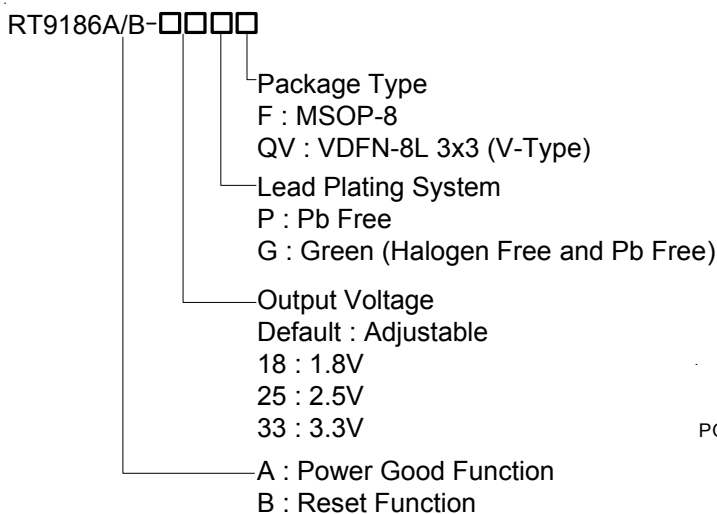 RT9186A/B-□□□□
Package Type
F : MSOP-8
QV : VDFN-8L 3x3 (V-Type)
Lead Plating System
P : Pb Free
G : Green (Halogen Free and Pb Free)
Output Voltage
Default : Adjustable
18 : 1.8V
25 : 2.5V
33 : 3.3V
A : Power Good Function
B : Reset Function